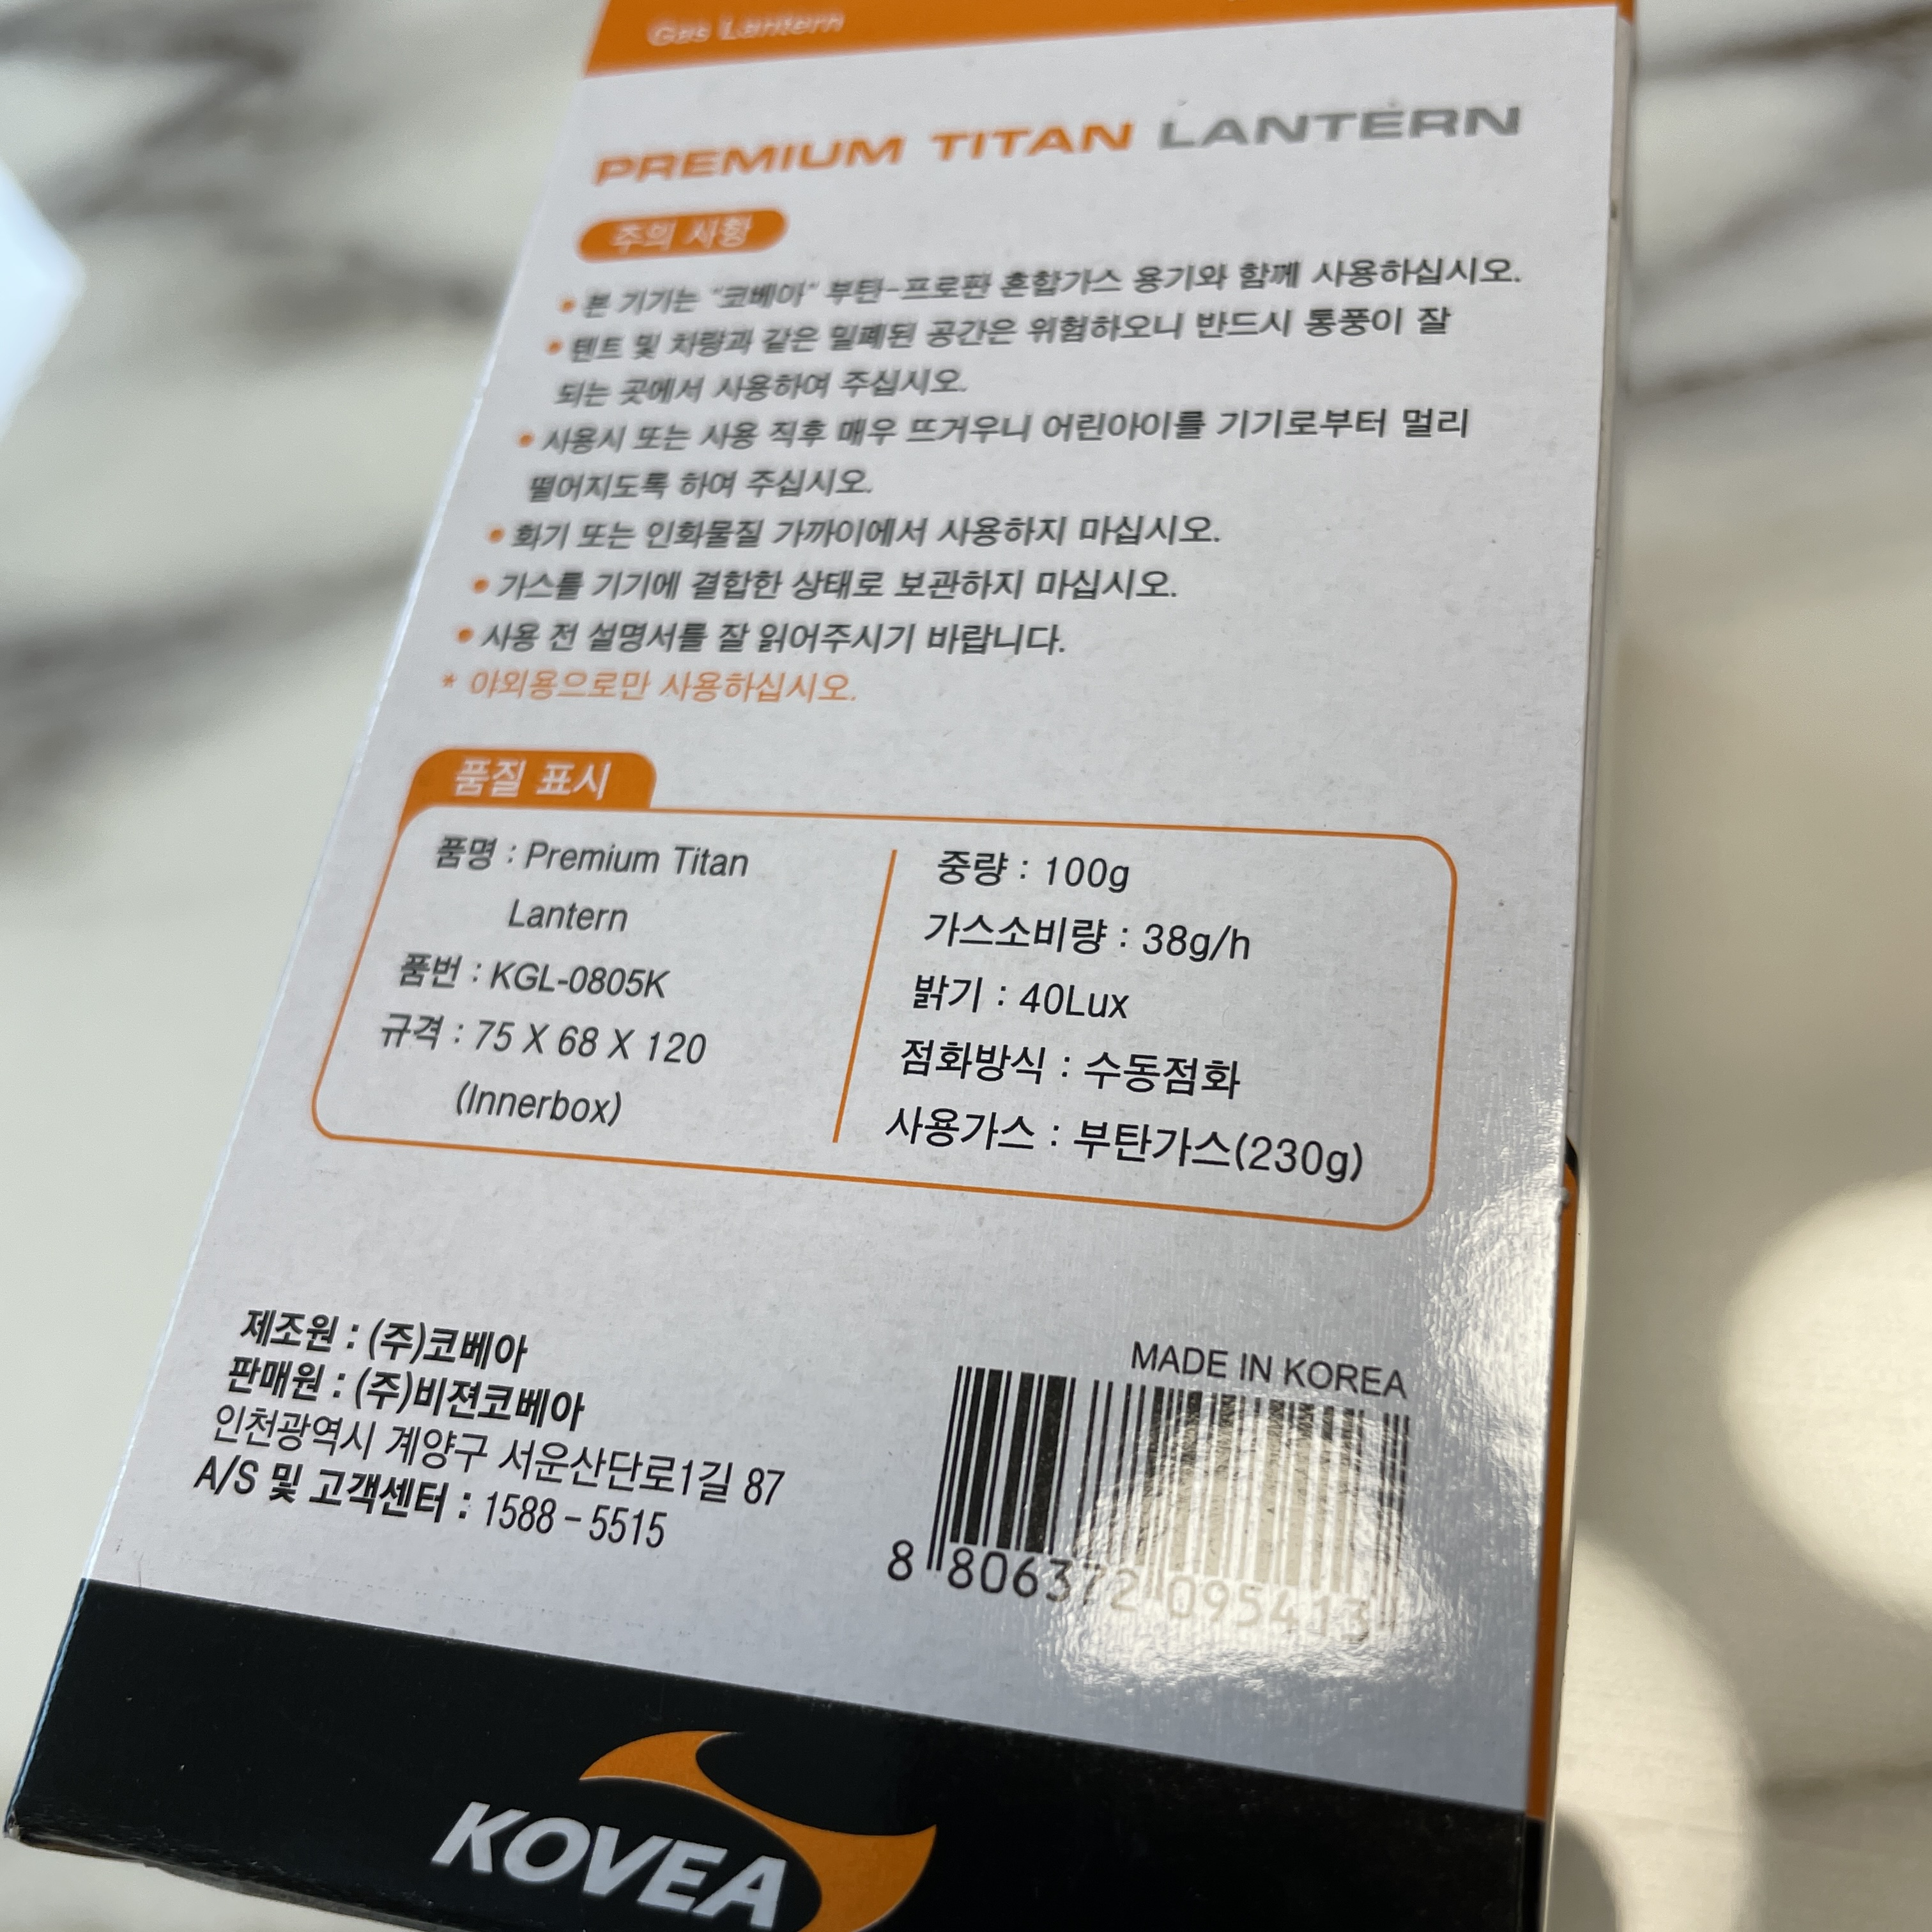 Gas Lantern
PREMIUM TITAN LANTERN
주의 사항
• 본 기기는 "코베아" 부탄-프로판 혼합가스 용기와 함께 사용하십시오.
• 텐트 및 차량과 같은 밀폐된 공간은 위험하오니 반드시 통풍이 잘
되는 곳에서 사용하여 주십시오.
• 사용시 또는 사용 직후 매우 뜨거우니 어린아이를 기기로부터 멀리
떨어지도록 하여 주십시오.
• 화기 또는 인화물질 가까이에서 사용하지 마십시오.
• 가스를 기기에 결합한 상태로 보관하지 마십시오.
• 사용 전 설명서를 잘 읽어주시기 바랍니다.
* 야외용으로만 사용하십시오.
품질 표시
품명 : Premium Titan
Lantern
품번 : KGL-0805K
규격 : 75 X 68 X 120
(Innerbox)
중량 : 100g
가스소비량 : 38g/h
밝기 : 40Lux
점화방식 : 수동점화
사용가스 : 부탄가스(230g)
제조원 : (주)코베아
판매원 : (주)비젼코베아
인천광역시 계양구 서운산단로1길 87
A/S 및 고객센터 : 1588-5515
MADE IN KOREA
8 806372 095413
KOVEA